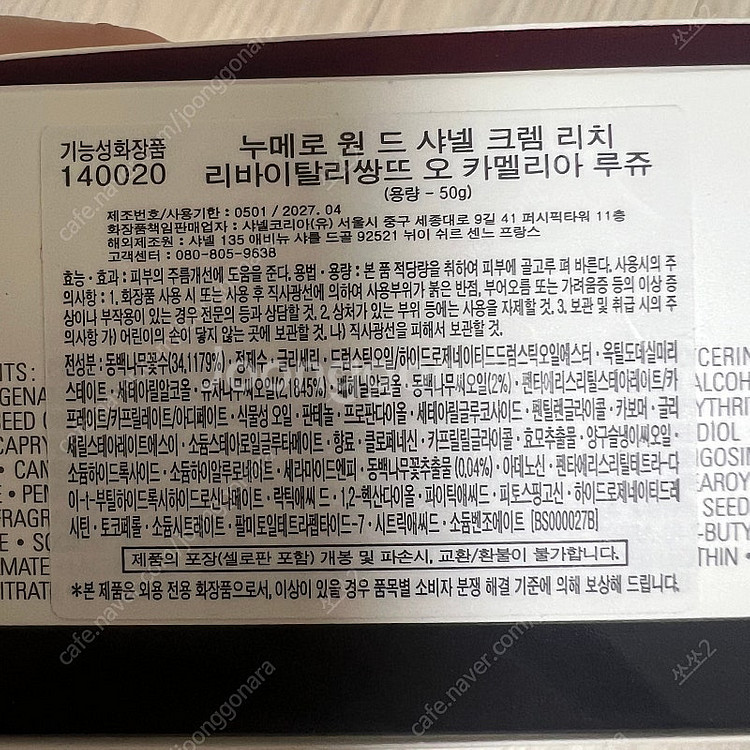 기능성화장품
140020
누메로 원 드 샤넬 크렘 리치
리바이탈리쌍뜨 오 카멜리아 루쥬
(용량 - 50g)
제조번호/사용기한 : 0501 / 2027. 04
화장품책임판매업자 : 샤넬코리아(유) 서울시 중구 세종대로 9길 41 퍼시픽타워 11층
해외제조원 : 샤넬 135 애비뉴 샤를 드골 92521 뉘이 쉬르 센느 프랑스
고객센터 : 080-805-9638
효능 · 효과 : 피부의 주름개선에 도움을 준다. 용법 · 용량 : 본 품 적당량을 취하여 피부에 골고루 펴 바른다. 사용시의 주
의사항 : 1. 화장품 사용 시 또는 사용 후 직사광선에 의하여 사용부위가 붉은 반점, 부어오름 또는 가려움증 등의 이상 증
상이나 부작용이 있는 경우 전문의 등과 상담할 것. 2. 상처가 있는 부위 등에는 사용을 자제할 것. 3. 보관 및 취급 시의 주
의사항 가) 어린이의 손이 닿지 않는 곳에 보관할 것. 나) 직사광선을 피해서 보관할 것.
전성분 : 동백나무꽃수(34.1179%) · 정제수 · 글리세린 · 드럼스틱오일/하이드로제네이티드드럼스틱오일에스터 · 옥틸도데실미리
스테이트 · 세테아릴알코올 · 유차나무씨오일(2.1845%) · 베헤닐알코올 · 동백나무씨오일(2%) · 펜타에리스리틸스테아레이트/카
프레이트/카프릴레이트/아디페이트 · 식물성 오일 · 판테놀 · 프로판다이올 · 세테아릴글루코사이드 · 펜틸렌글라이콜 · 카보머 · 글리
세릴스테아레이트에스이 · 소듐스테아로일글루타메이트 · 향료 · 클로페네신 · 카프릴릴글라이콜 · 효모추출물 · 양구슬냉이씨오일 ·
소듐하이드록사이드 · 소듐하이알루로네이트 · 세라마이드엔피 · 동백나무꽃추출물(0.04%) · 아데노신 · 펜타에리스리틸테트라-다
이-t-부틸하이드록시하이드로신나메이트 · 락틱애씨드 · 1,2-헥산다이올 · 파이틱애씨드 · 피토스핑고신 · 하이드로제네이티드레
시틴 · 토코페롤 · 소듐시트레이트 · 팔미토일테트라펩타이드-7 · 시트릭애씨드 · 소듐벤조에이트 [BS000027B]
제품의 포장(셀로판 포함) 개봉 및 파손시, 교환/환불이 불가합니다.
*본 제품은 외용 전용 화장품으로서, 이상이 있을 경우 품목별 소비자 분쟁 해결 기준에 의해 보상해 드립니다.
cafe.naver.com/joonggonara
쏘쏘2